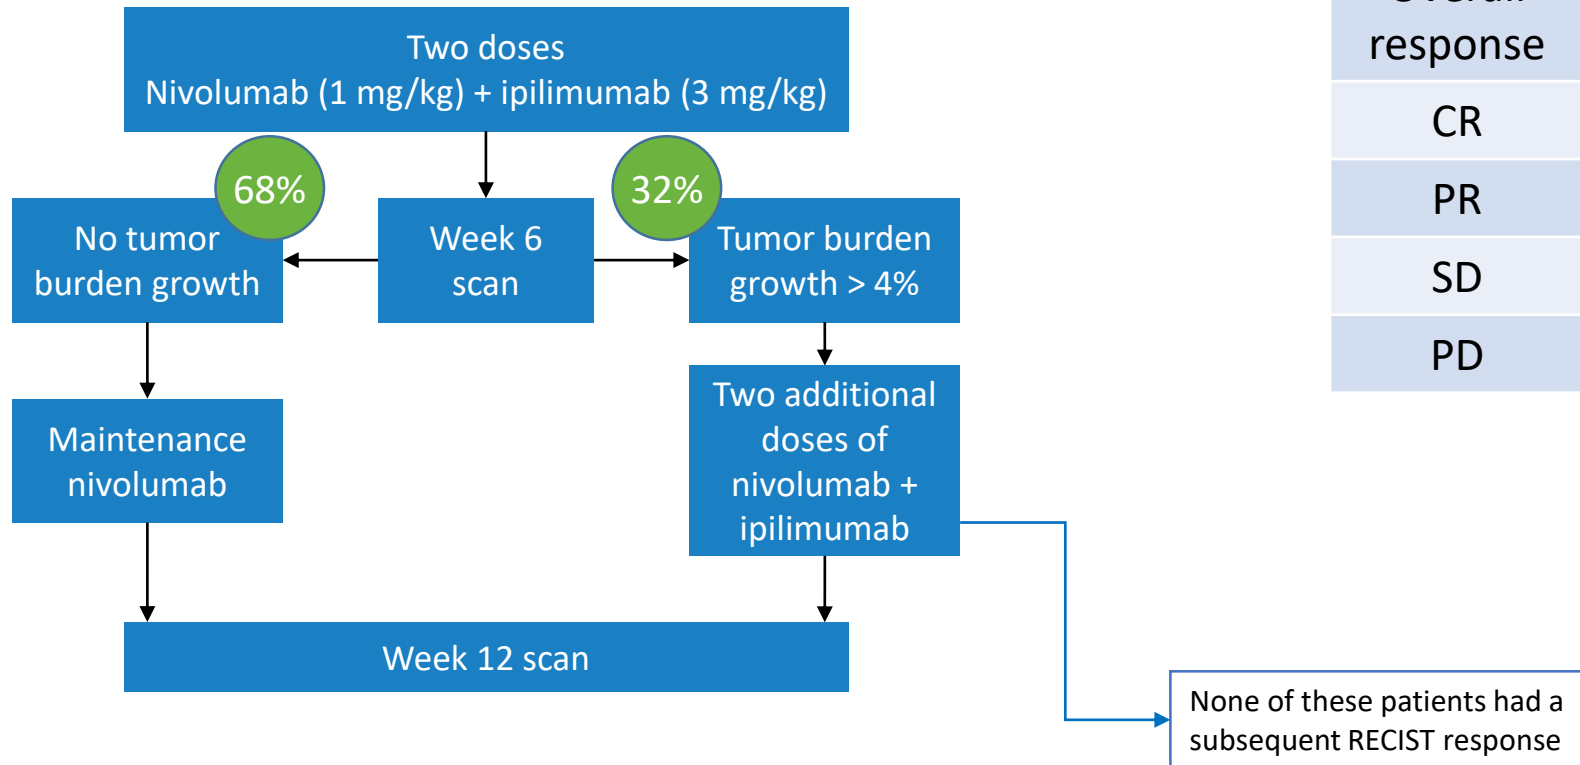 Two doses
Nivolumab (1 mg/kg) + ipilimumab (3 mg/kg)
68%
32%
No tumor
burden growth
Week 6
scan
Tumor burden
growth > 4%
Maintenance
nivolumab
Two additional
doses of
nivolumab +
ipilimumab
Week 12 scan
None of these patients had a
subsequent RECIST response
Overall
response
CR
PR
SD
PD